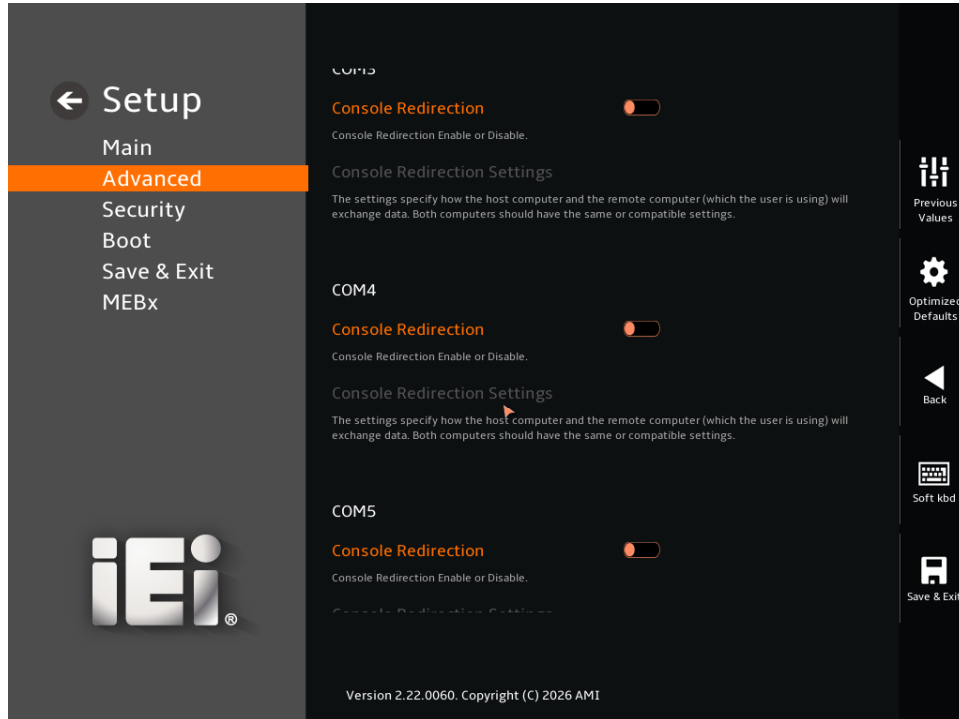 Setup
Main
Advanced
Security
Boot
Save & Exit
MEBx
iEi®
COM3
Console Redirection
Console Redirection Enable or Disable.
Console Redirection Settings
The settings specify how the host computer and the remote computer (which the user is using) will
exchange data. Both computers should have the same or compatible settings.
COM4
Console Redirection
Console Redirection Enable or Disable.
Console Redirection Settings
The settings specify how the host computer and the remote computer (which the user is using) will
exchange data. Both computers should have the same or compatible settings.
COM5
Console Redirection
Console Redirection Enable or Disable.
Console Redirection Settings
Version 2.22.0060. Copyright (C) 2026 AMI
Previous
Values
Optimized
Defaults
Back
Soft kbd
Save & Exit